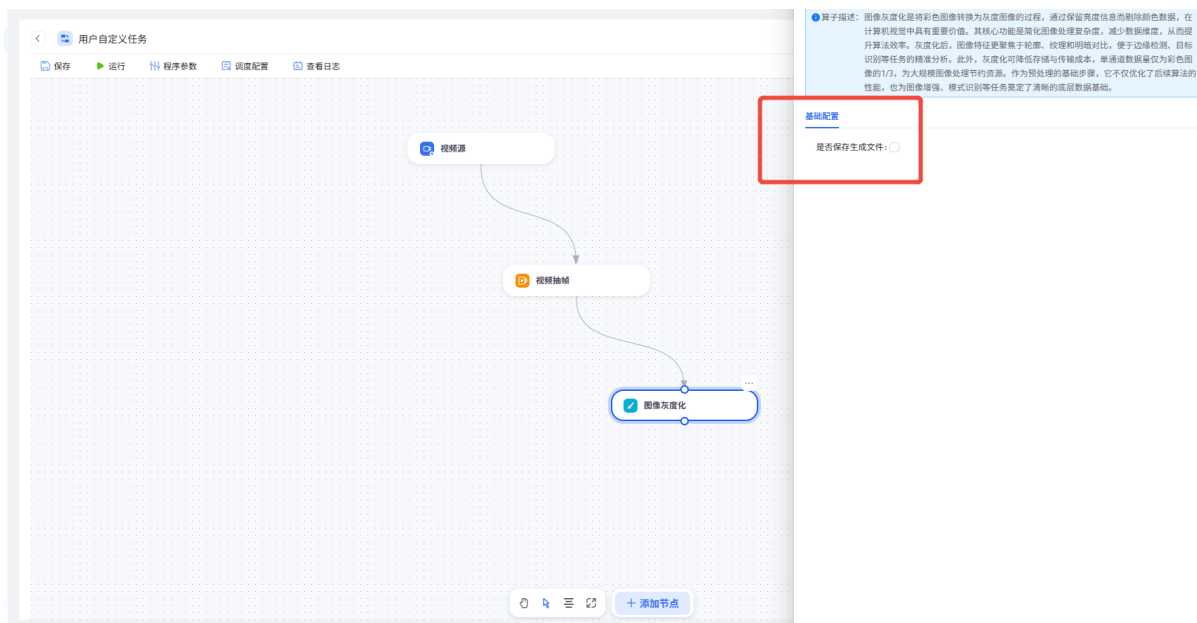 用户自定义任务
保存 运行 程序参数 调度配置 查看日志
视频源
视频抽帧
图像灰度化
添加节点
算子描述: 图像灰度化是将彩色图像转换为灰度图像的过程，通过保留亮度信息而剔除颜色数据，在
计算机视觉中具有重要价值。其核心功能是简化图像处理复杂度，减少数据维度，从而提
升算法效率。灰度化后，图像特征更聚焦于轮廓、纹理和明暗对比，便于边缘检测、目标
识别等任务的精准分析。此外，灰度化可降低存储与传输成本，单通道数据量仅为彩色图
像的1/3，为大规模图像处理节约资源。作为预处理的基础步骤，它不仅优化了后续算法的
性能，也为图像增强、模式识别等任务奠定了清晰的底层数据基础。
基础配置
是否保存生成文件: